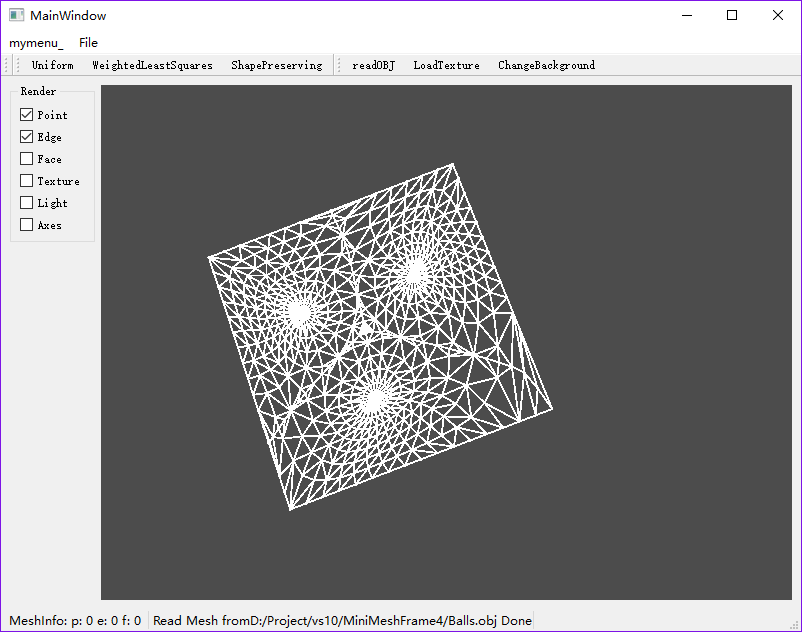 MainWindow
mymenu_ File
Uniform WeightedLeastSquares ShapePreserving readOBJ LoadTexture ChangeBackground
Render
Point
Edge
Face
Texture
Light
Axes
MeshInfo: p: 0 e: 0 f: 0 Read Mesh fromD:/Project/vs10/MiniMeshFrame4/Balls.obj Done